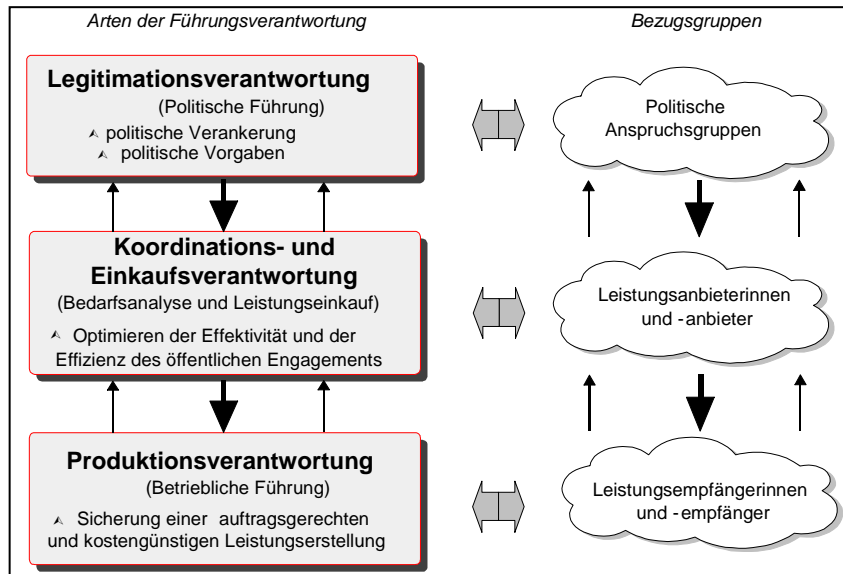 Arten der Führungsverantwortung
Bezugsgruppen
Legitimationsverantwortung
(Politische Führung)
politische Verankerung
politische Vorgaben
Politische
Anspruchsgruppen
Koordinations- und
Einkaufsverantwortung
(Bedarfsanalyse und Leistungseinkauf)
Optimieren der Effektivität und der
Effizienz des öffentlichen Engagements
Leistungsanbieterinnen
und -anbieter
Produktionsverantwortung
(Betriebliche Führung)
Sicherung einer auftragsgerechten
und kostengünstigen Leistungserstellung
Leistungsempfängerinnen
und -empfänger